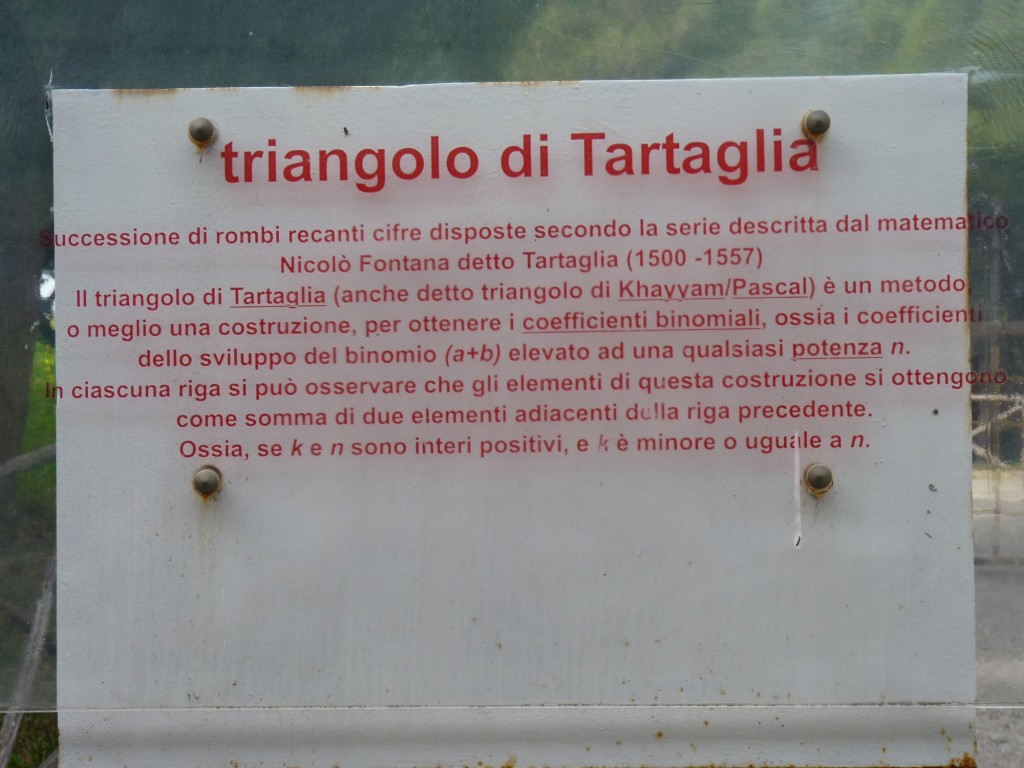 triangolo di Tartaglia
Successione di rombi recanti cifre disposte secondo la serie descritta dal matematico
Nicolò Fontana detto Tartaglia (1500 -1557)
Il triangolo di Tartaglia (anche detto triangolo di Khayyam/Pascal) è un metodo,
o meglio una costruzione, per ottenere i coefficienti binomiali, ossia i coefficienti
dello sviluppo del binomio (a+b) elevato ad una qualsiasi potenza n.
In ciascuna riga si può osservare che gli elementi di questa costruzione si ottengono
come somma di due elementi adiacenti della riga precedente.
Ossia, se k e n sono interi positivi, e k è minore o uguale a n.